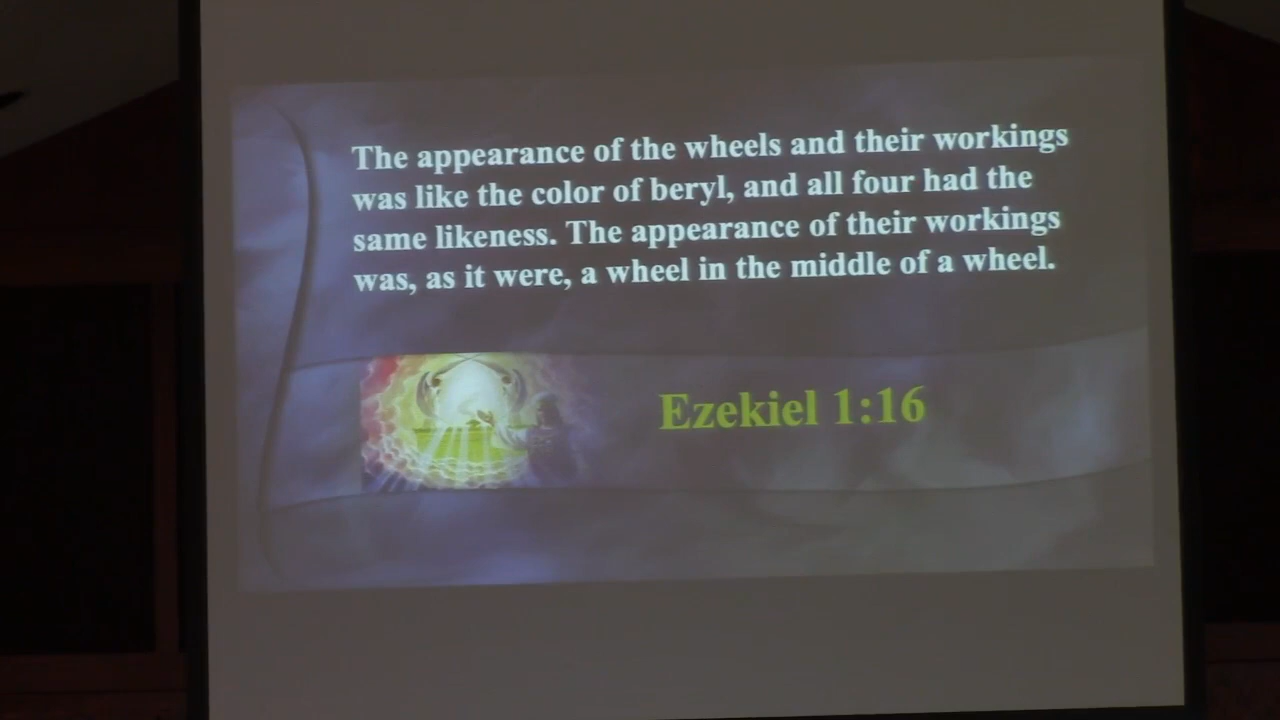 The appearance of the wheels and their workings
was like the color of beryl, and all four had the
same likeness. The appearance of their workings
was, as it were, a wheel in the middle of a wheel.
Ezekiel 1:16